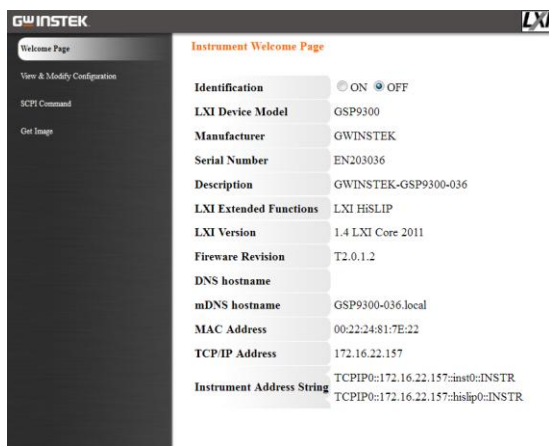 GWINSTEK
LXI
Welcome Page
View & Modify Configuration
SCPI Command
Get Image
Instrument Welcome Page
Identification ON OFF
LXI Device Model GSP9300
Manufacturer GWINSTEK
Serial Number EN203036
Description GWINSTEK-GSP9300-036
LXI Extended Functions LXI HiSLIP
LXI Version 1.4 LXI Core 2011
Fireware Revision T2.0.1.2
DNS hostname
mDNS hostname GSP9300-036.local
MAC Address 00:22:24:81:7E:22
TCP/IP Address 172.16.22.157
Instrument Address String TCPIP0::172.16.22.157::inst0::INSTR
TCPIP0::172.16.22.157::hislip0::INSTR